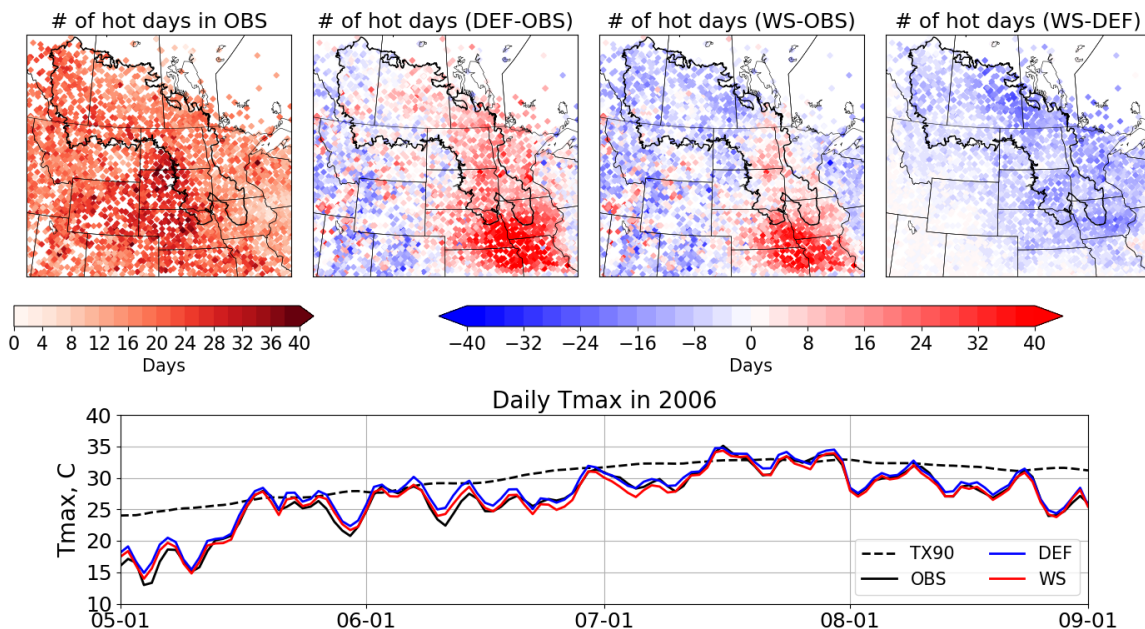 # of hot days in OBS
# of hot days (DEF-OBS)
# of hot days (WS-OBS)
# of hot days (WS-DEF)
0 4 8 12 16 20 24 28 32 36 40
Days
−40 −32 −24 −16 −8 0 8 16 24 32 40
Days
Daily Tmax in 2006
Tmax, C
40
35
30
25
20
15
10
TX90
OBS
DEF
WS
05-01 06-01 07-01 08-01 09-01